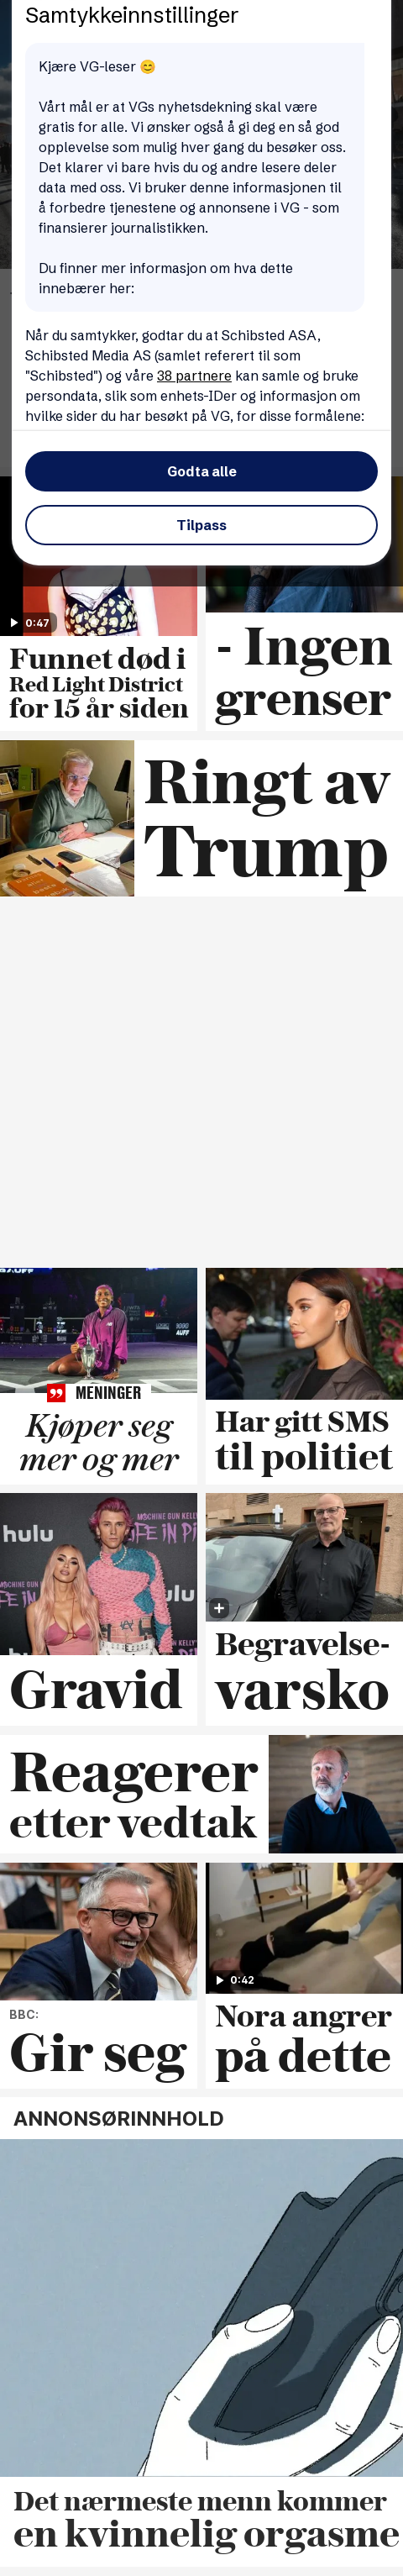 Samtykkeinnstillinger
Kjære VG-leser 😊
Vårt mål er at VGs nyhetsdekning skal være
gratis for alle. Vi ønsker også å gi deg en så god
opplevelse som mulig hver gang du besøker oss.
Det klarer vi bare hvis du og andre lesere deler
data med oss. Vi bruker denne informasjonen til
å forbedre tjenestene og annonsene i VG - som
finansierer journalistikken.
Du finner mer informasjon om hva dette
innebærer her:
Når du samtykker, godtar du at Schibsted ASA,
Schibsted Media AS (samlet referert til som
"Schibsted") og våre 38 partnere kan samle og bruke
persondata, slik som enhets-IDer og informasjon om
hvilke sider du har besøkt på VG, for disse formålene:
Godta alle
Tilpass
0:47
Funnet død i
Red Light District
for 15 år siden
- Ingen
grenser
Ringt av
Trump
MENINGER
Kjøper seg
mer og mer
Har gitt SMS
til politiet
hulu
MACHINE GUN KELLY'S
Gravid
Begravelse-
varsko
Reagerer
etter vedtak
BBC:
Gir seg
0:42
Nora angrer
på dette
ANNONSØRINNHOLD
Det nærmeste menn kommer
en kvinnelig orgasme